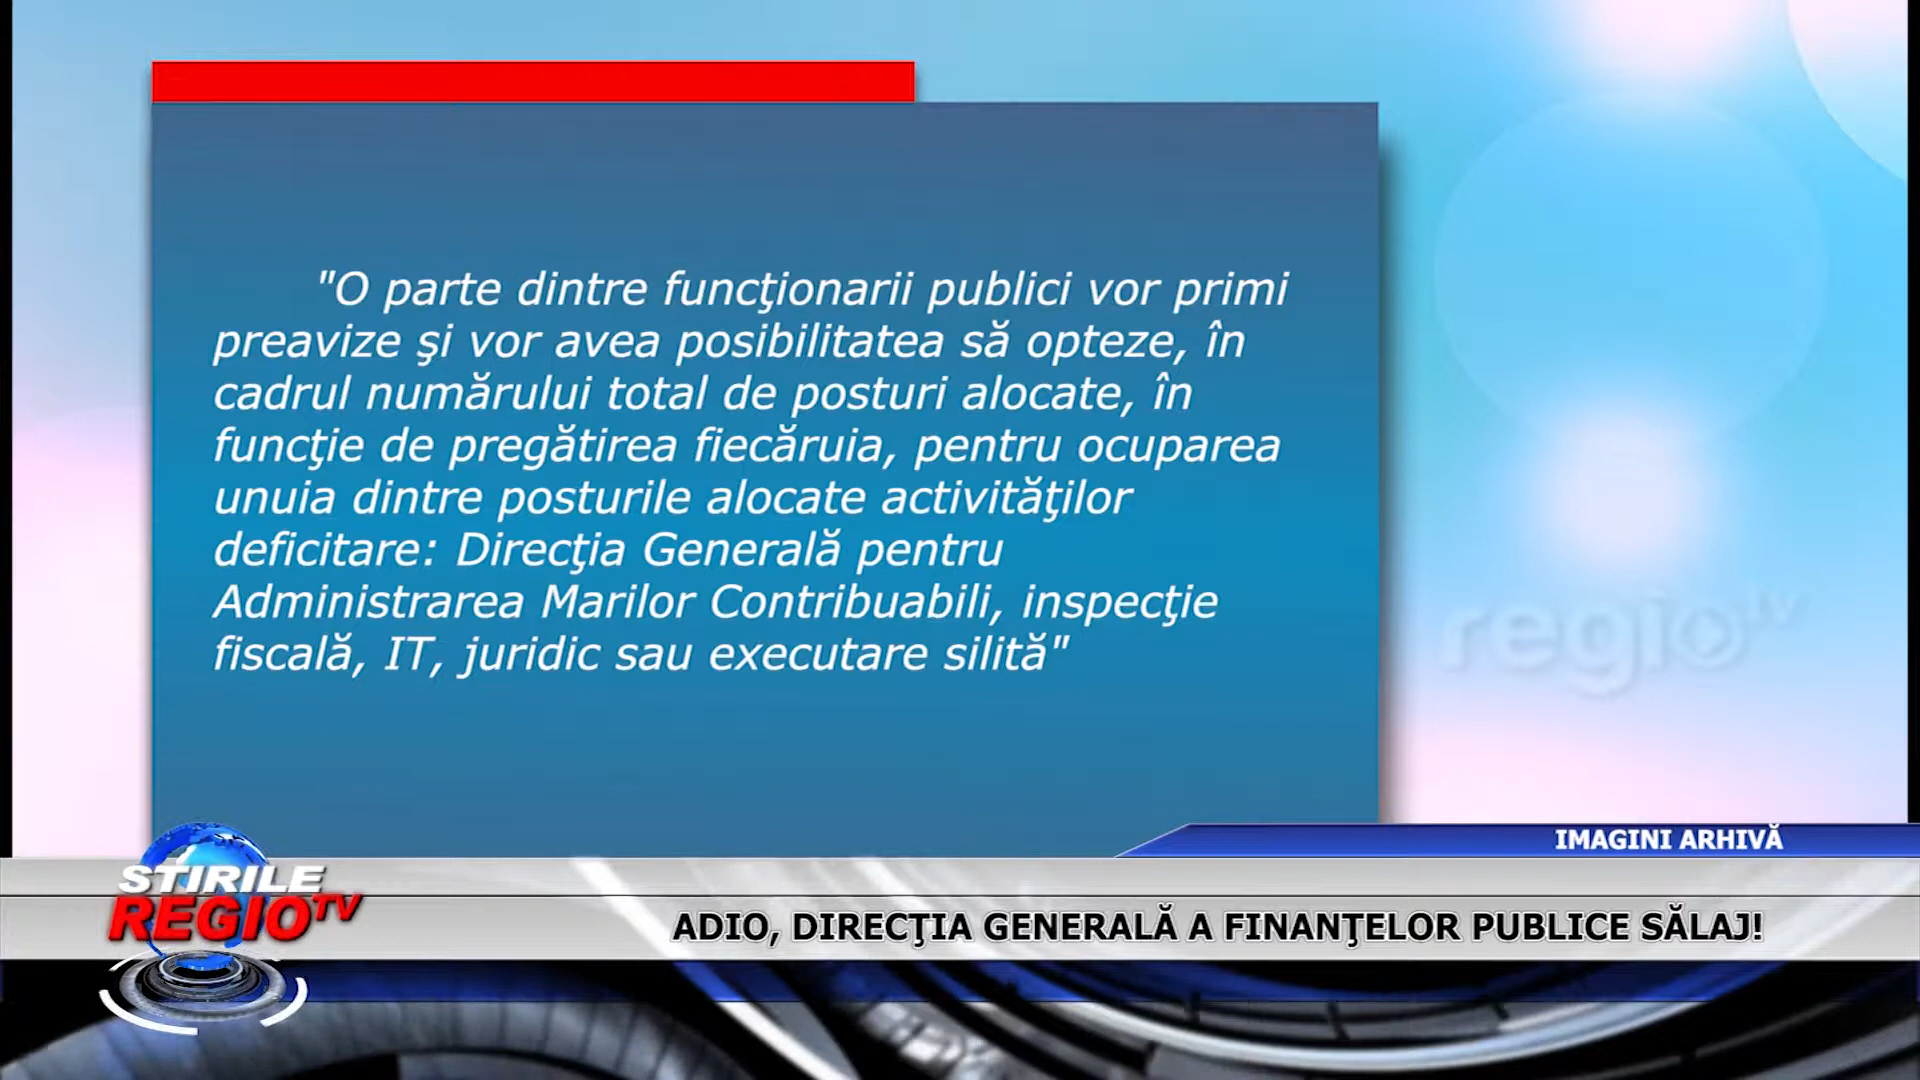 "O parte dintre funcţionarii publici vor primi
preavize şi vor avea posibilitatea să opteze, în
cadrul numărului total de posturi alocate, în
funcţie de pregătirea fiecăruia, pentru ocuparea
unuia dintre posturile alocate activităţilor
deficitare: Direcţia Generală pentru
Administrarea Marilor Contribuabili, inspecţie
fiscală, IT, juridic sau executare silită"
regio tv
IMAGINI ARHIVĂ
STIRILE
REGIO TV
ADIO, DIRECŢIA GENERALĂ A FINANŢELOR PUBLICE SĂLAJ!